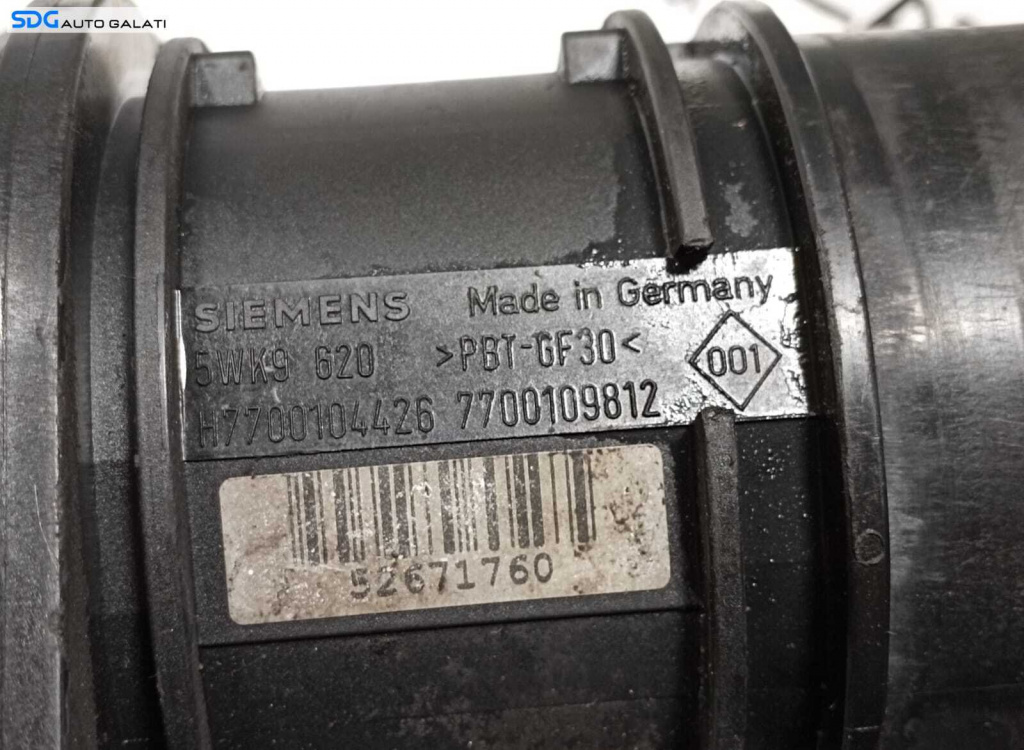 SDG AUTO GALATI
SIEMENS Made in Germany
5WK9 620 >PBT-GF30< 001
H7700104426 7700109812
52671760